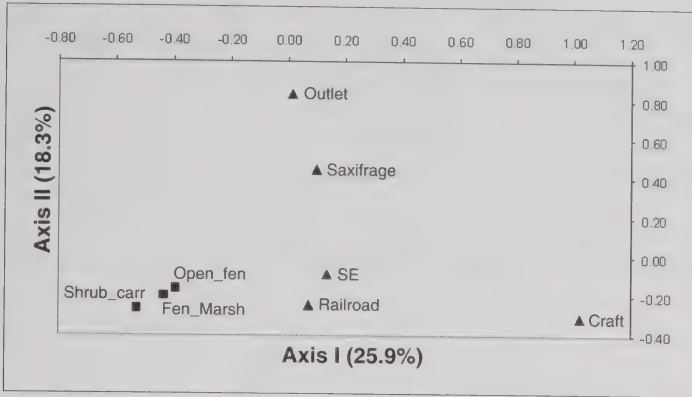 -0.80 -0.60 -0.40 -0.20 0.00 0.20 0.40 0.60 0.80 1.00 1.20
1.00
Outlet
0.80
0.60
Saxifrage
0.40
0.20
Axis II (18.3%)
0.00
Open_fen
SE
Shrub_carr
Fen_Marsh
Railroad
-0.20
Craft
-0.40
Axis I (25.9%)